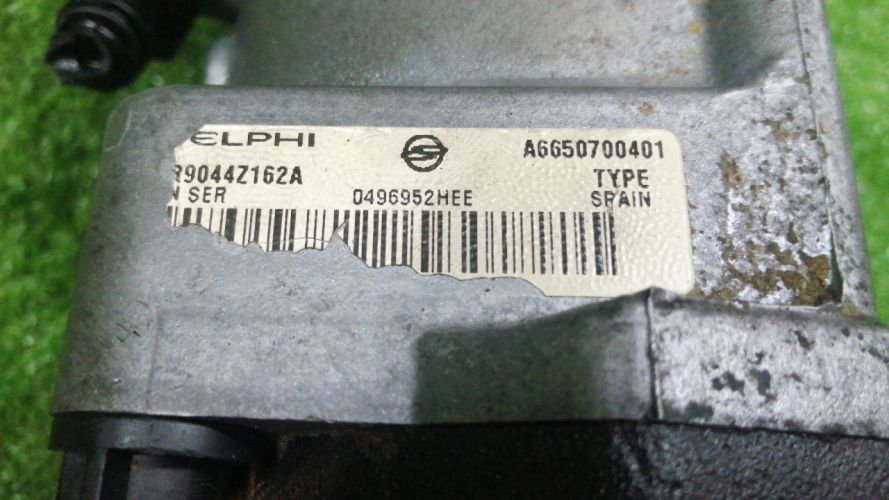 ELPHI A6650700401
R9044Z162A TYPE
N SER 0496952HEE SPAIN